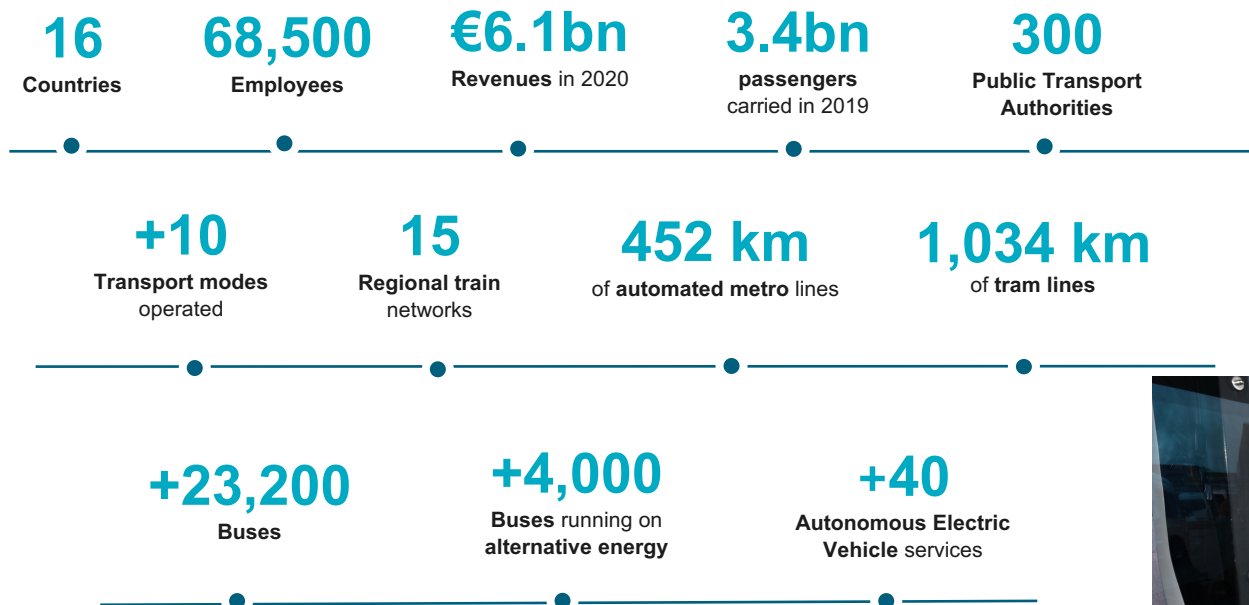 16
Countries
68,500
Employees
€6.1bn
Revenues in 2020
3.4bn
passengers
carried in 2019
300
Public Transport
Authorities
+10
Transport modes
operated
15
Regional train
networks
452 km
of automated metro lines
1,034 km
of tram lines
+23,200
Buses
+4,000
Buses running on
alternative energy
+40
Autonomous Electric
Vehicle services